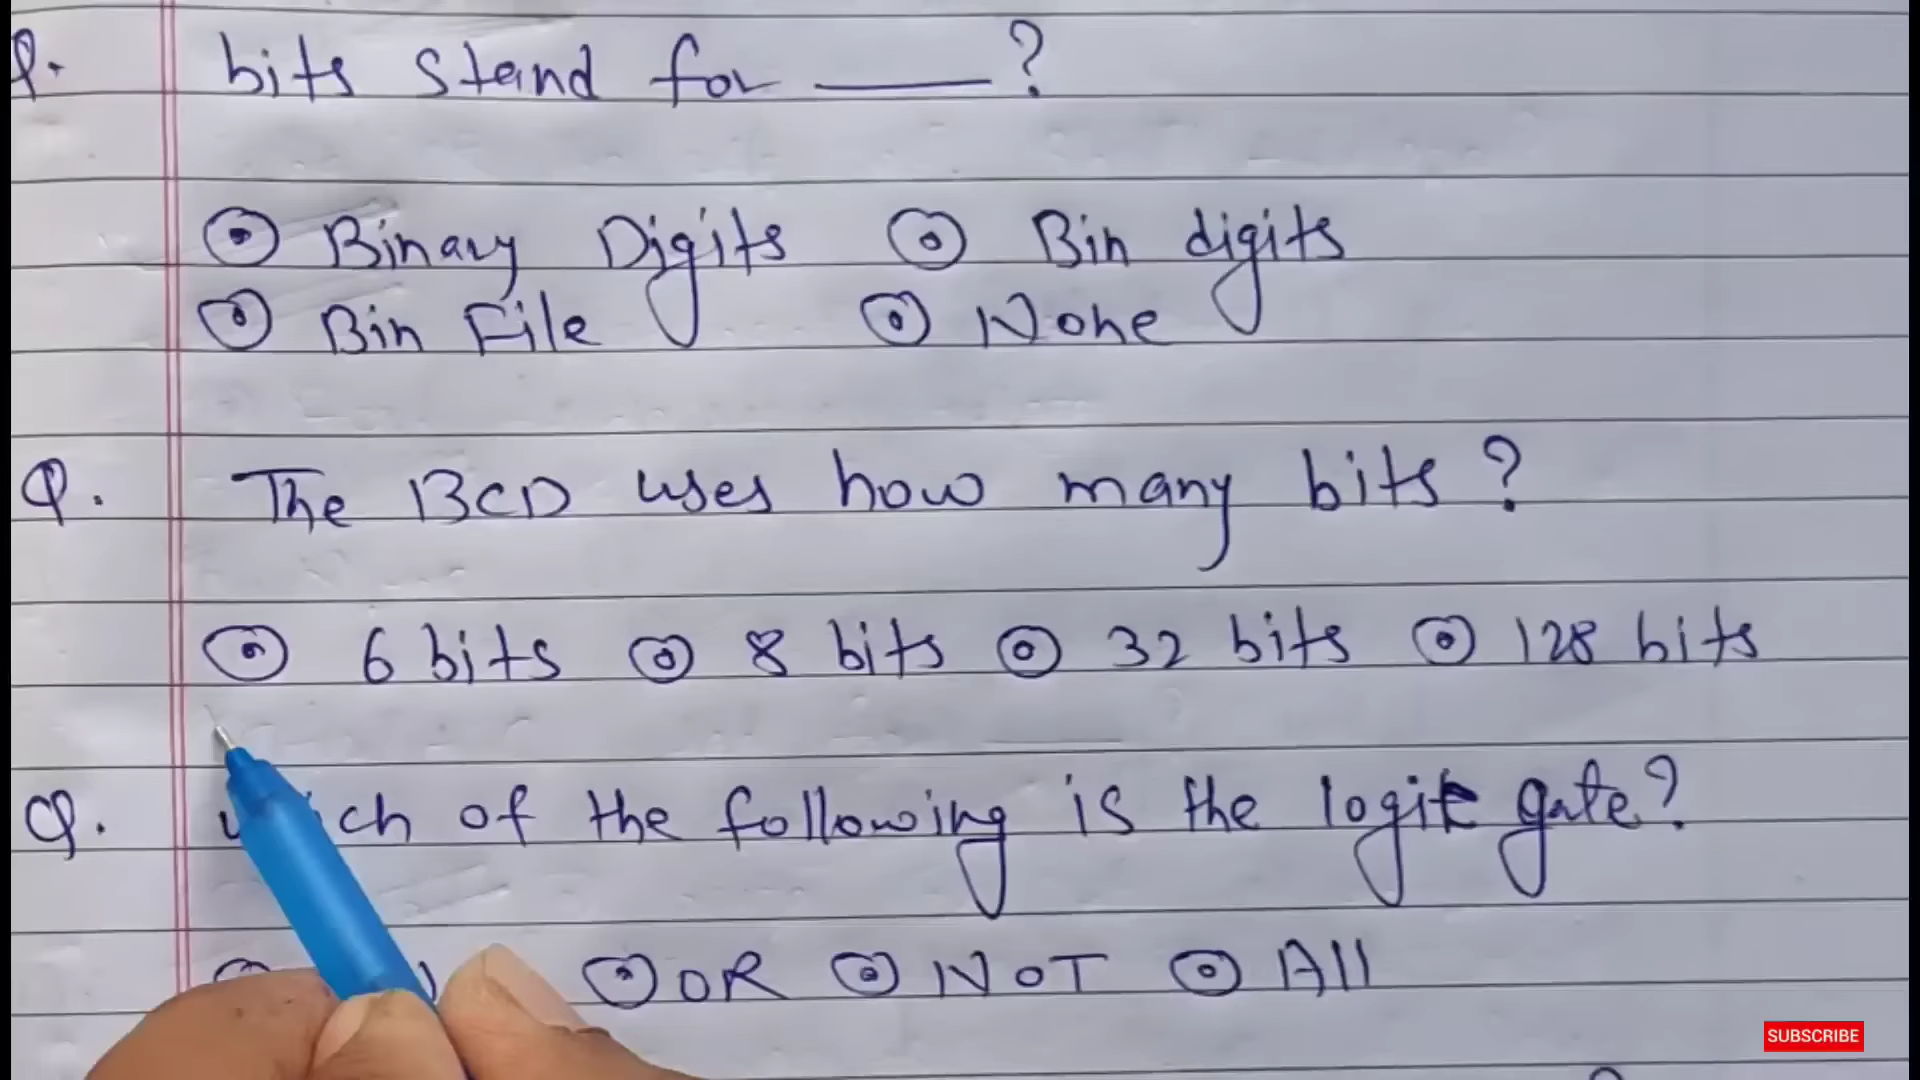 Q. bits stand for ____?
Binary Digits Bin digits
Bin File None
Q. The BCD uses how many bits?
6 bits 8 bits 32 bits 128 bits
Q. which of the following is the logic gate?
OR NOT All
SUBSCRIBE